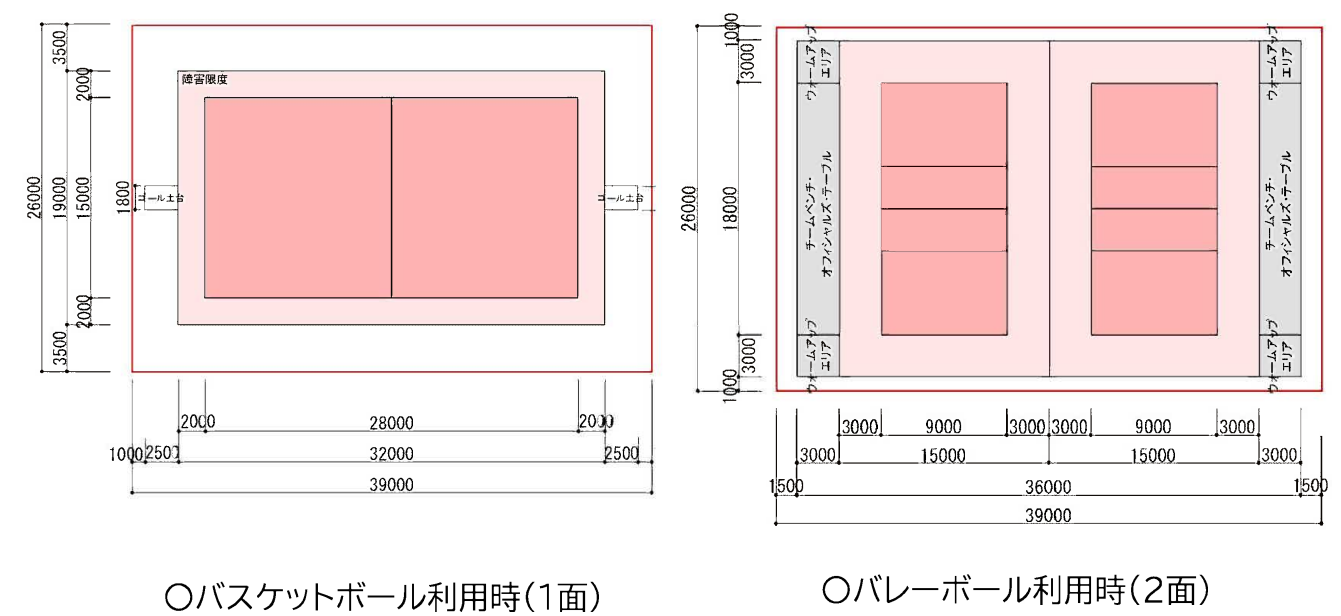 3500
2000
障害限度
26000
19000
15000
1800
ゴール土台
ゴール土台
2000
3500
2000
28000
2000
1000
2500
32000
2500
39000
○バスケットボール利用時(1面)
1000
3000
ウォームアップ
エリア
ウォームアップ
エリア
26000
18000
チームベンチ・
オフィシャルズ・テーブル
チームベンチ・
オフィシャルズ・テーブル
ウォームアップ
エリア
ウォームアップ
エリア
3000
1000
3000
9000
3000
3000
9000
3000
3000
15000
15000
3000
1500
36000
1500
39000
○バレーボール利用時(2面)